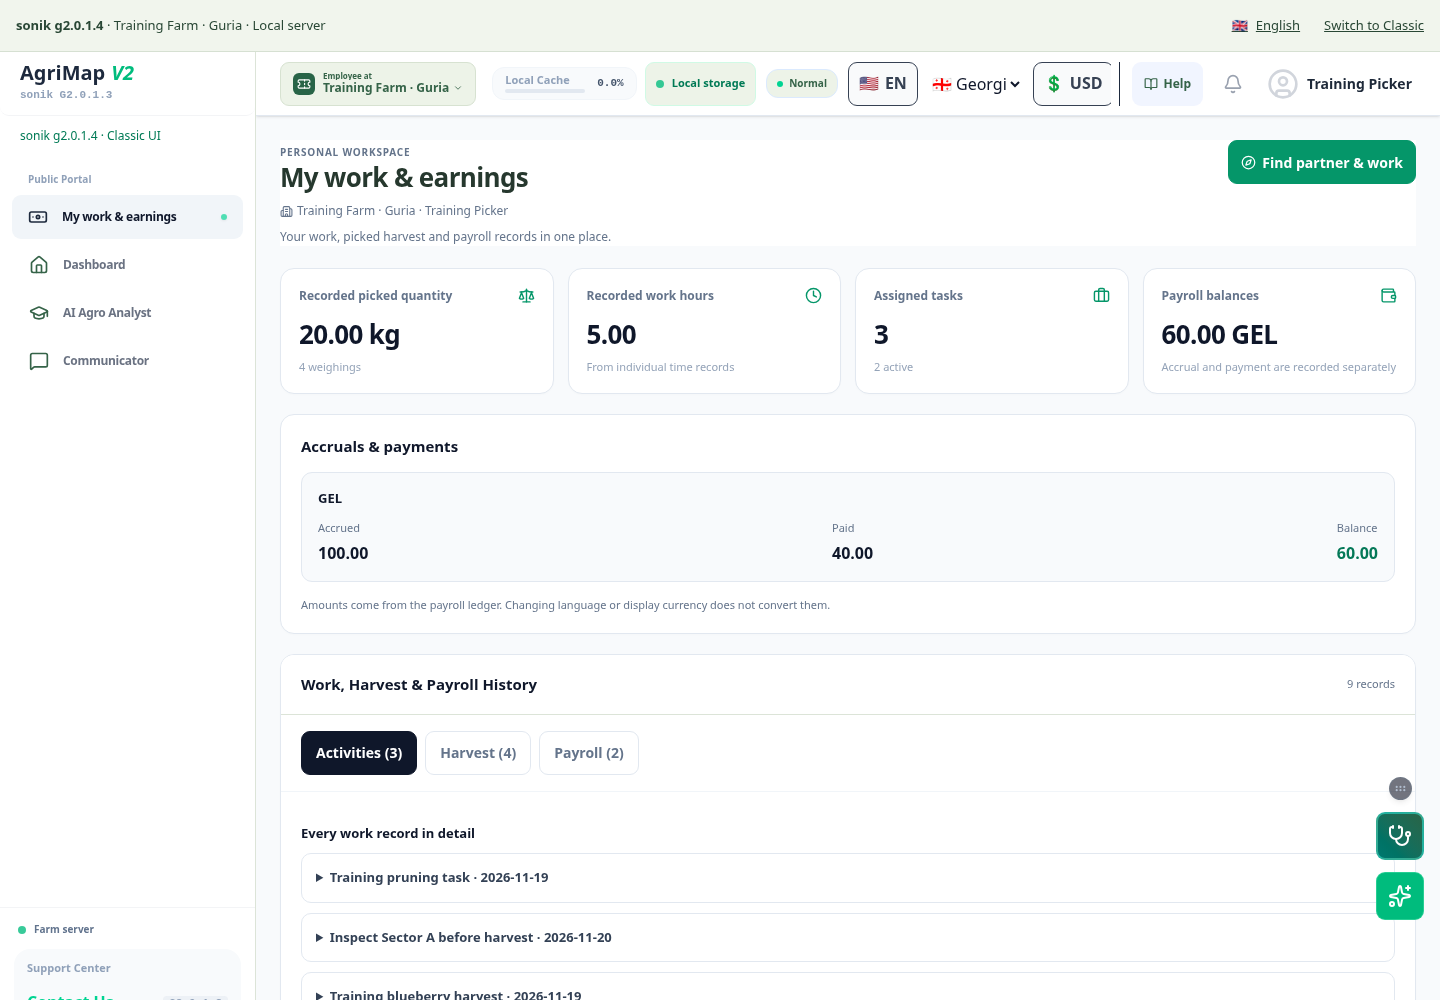 sonik g2.0.1.4 · Training Farm · Guria · Local server
🇬🇧 English
Switch to Classic
AgriMap V2
sonik G2.0.1.3
Employee at
Training Farm · Guria
Local Cache
0.0%
Local storage
Normal
🇺🇸 EN
🇬🇪 Georgi
💲 USD
Help
Training Picker
sonik g2.0.1.4 · Classic UI
Public Portal
My work & earnings
Dashboard
AI Agro Analyst
Communicator
Farm server
Support Center
PERSONAL WORKSPACE
My work & earnings
Training Farm · Guria · Training Picker
Your work, picked harvest and payroll records in one place.
Find partner & work
Recorded picked quantity
20.00 kg
4 weighings
Recorded work hours
5.00
From individual time records
Assigned tasks
3
2 active
Payroll balances
60.00 GEL
Accrual and payment are recorded separately
Accruals & payments
GEL
Accrued
100.00
Paid
40.00
Balance
60.00
Amounts come from the payroll ledger. Changing language or display currency does not convert them.
Work, Harvest & Payroll History
9 records
Activities (3)
Harvest (4)
Payroll (2)
Every work record in detail
▶ Training pruning task · 2026-11-19
▶ Inspect Sector A before harvest · 2026-11-20
▶ Training blueberry harvest · 2026-11-19